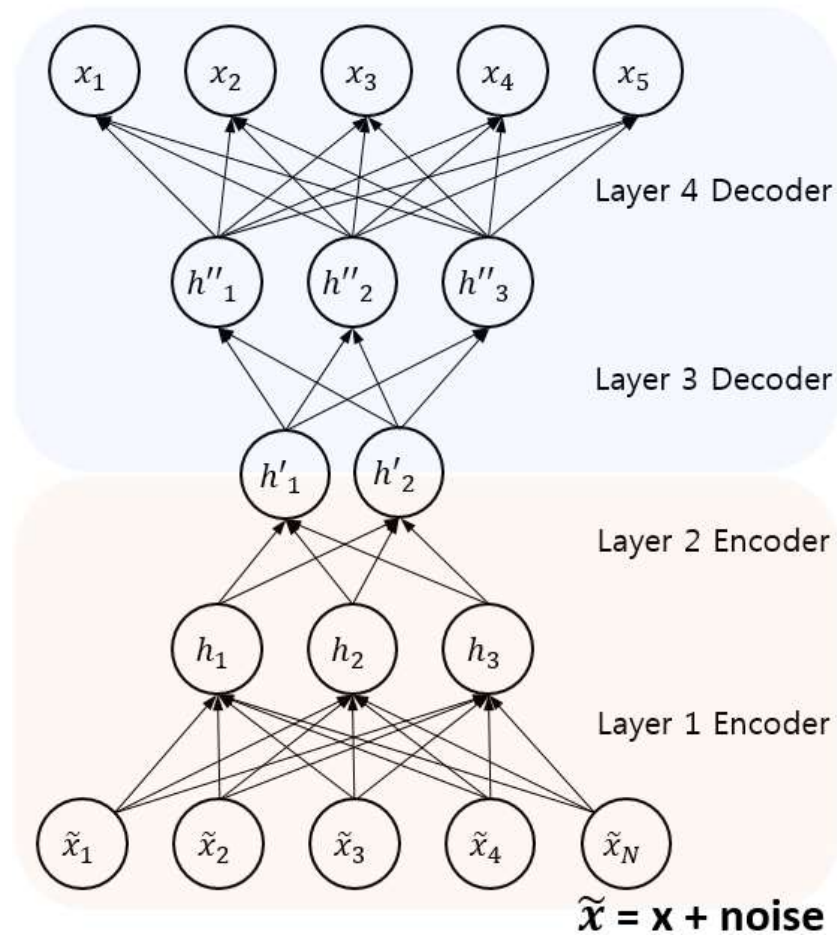 x₁ x₂ x₃ x₄ x₅
Layer 4 Decoder
h″₁ h″₂ h″₃
Layer 3 Decoder
h′₁ h′₂
Layer 2 Encoder
h₁ h₂ h₃
Layer 1 Encoder
x̃₁ x̃₂ x̃₃ x̃₄ x̃_N
x̃ = x + noise